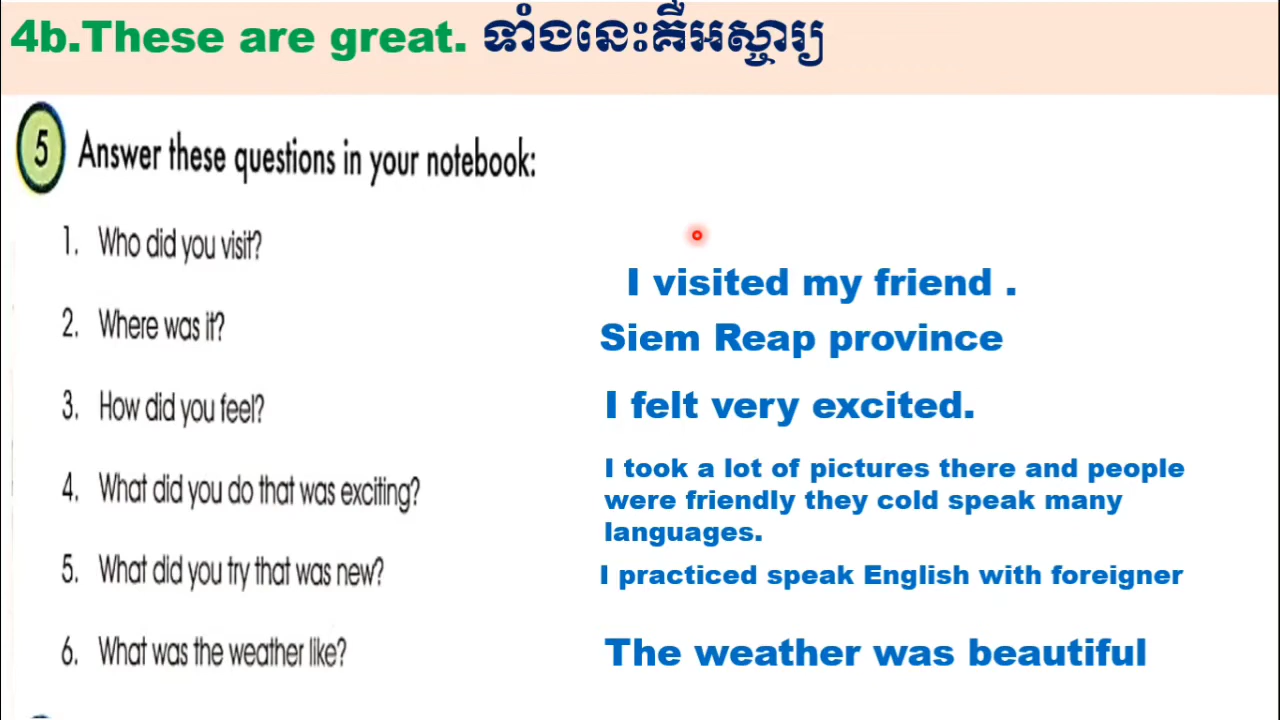 4b.These are great. ទាំងនេះគឺអស្ចារ្យ
5 Answer these questions in your notebook:
1. Who did you visit?
I visited my friend .
2. Where was it?
Siem Reap province
3. How did you feel?
I felt very excited.
4. What did you do that was exciting?
I took a lot of pictures there and people
were friendly they cold speak many
languages.
5. What did you try that was new?
I practiced speak English with foreigner
6. What was the weather like?
The weather was beautiful